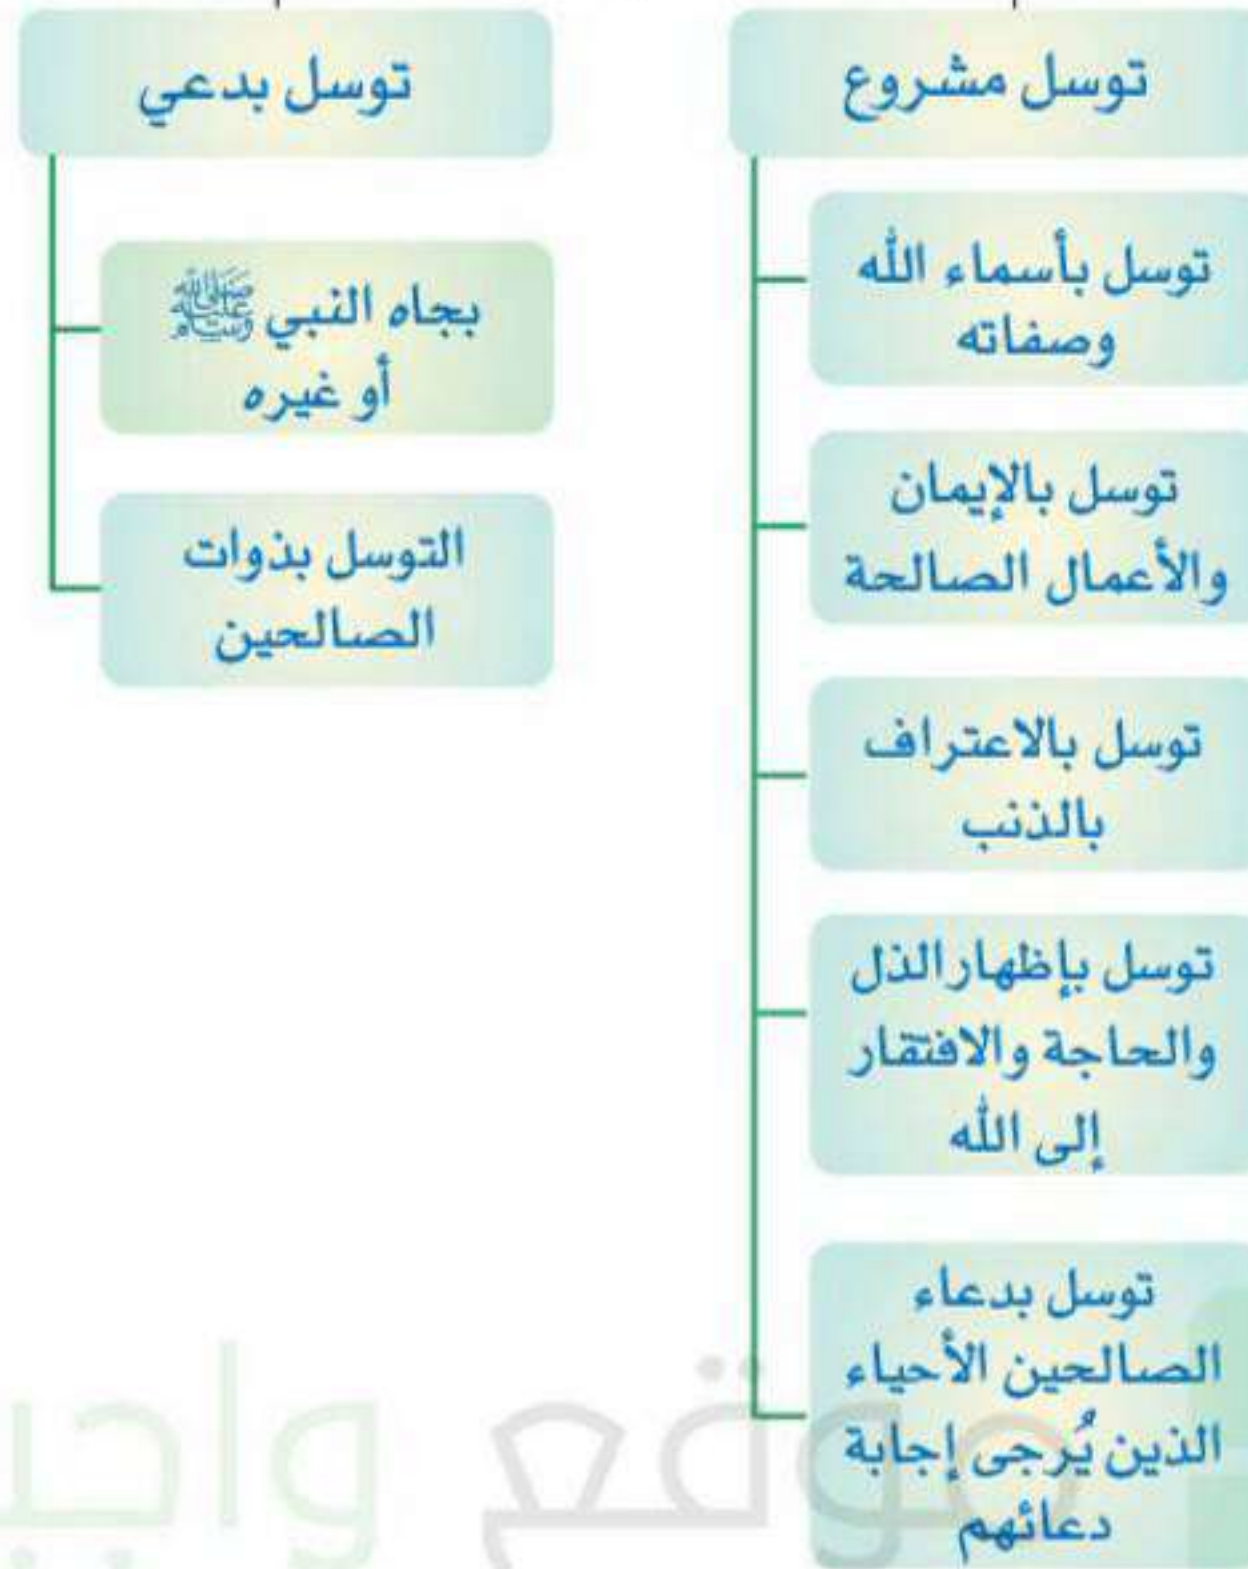 توسل مشروع
توسل بأسماء الله
وصفاته
توسل بالإيمان
والأعمال الصالحة
توسل بالاعتراف
بالذنب
توسل بإظهار الذل
والحاجة والافتقار
إلى الله
توسل بدعاء
الصالحين الأحياء
الذين يُرجى إجابة
دعائهم
توسل بدعي
بجاه النبي ﷺ
أو غيره
التوسل بذوات
الصالحين
موقع